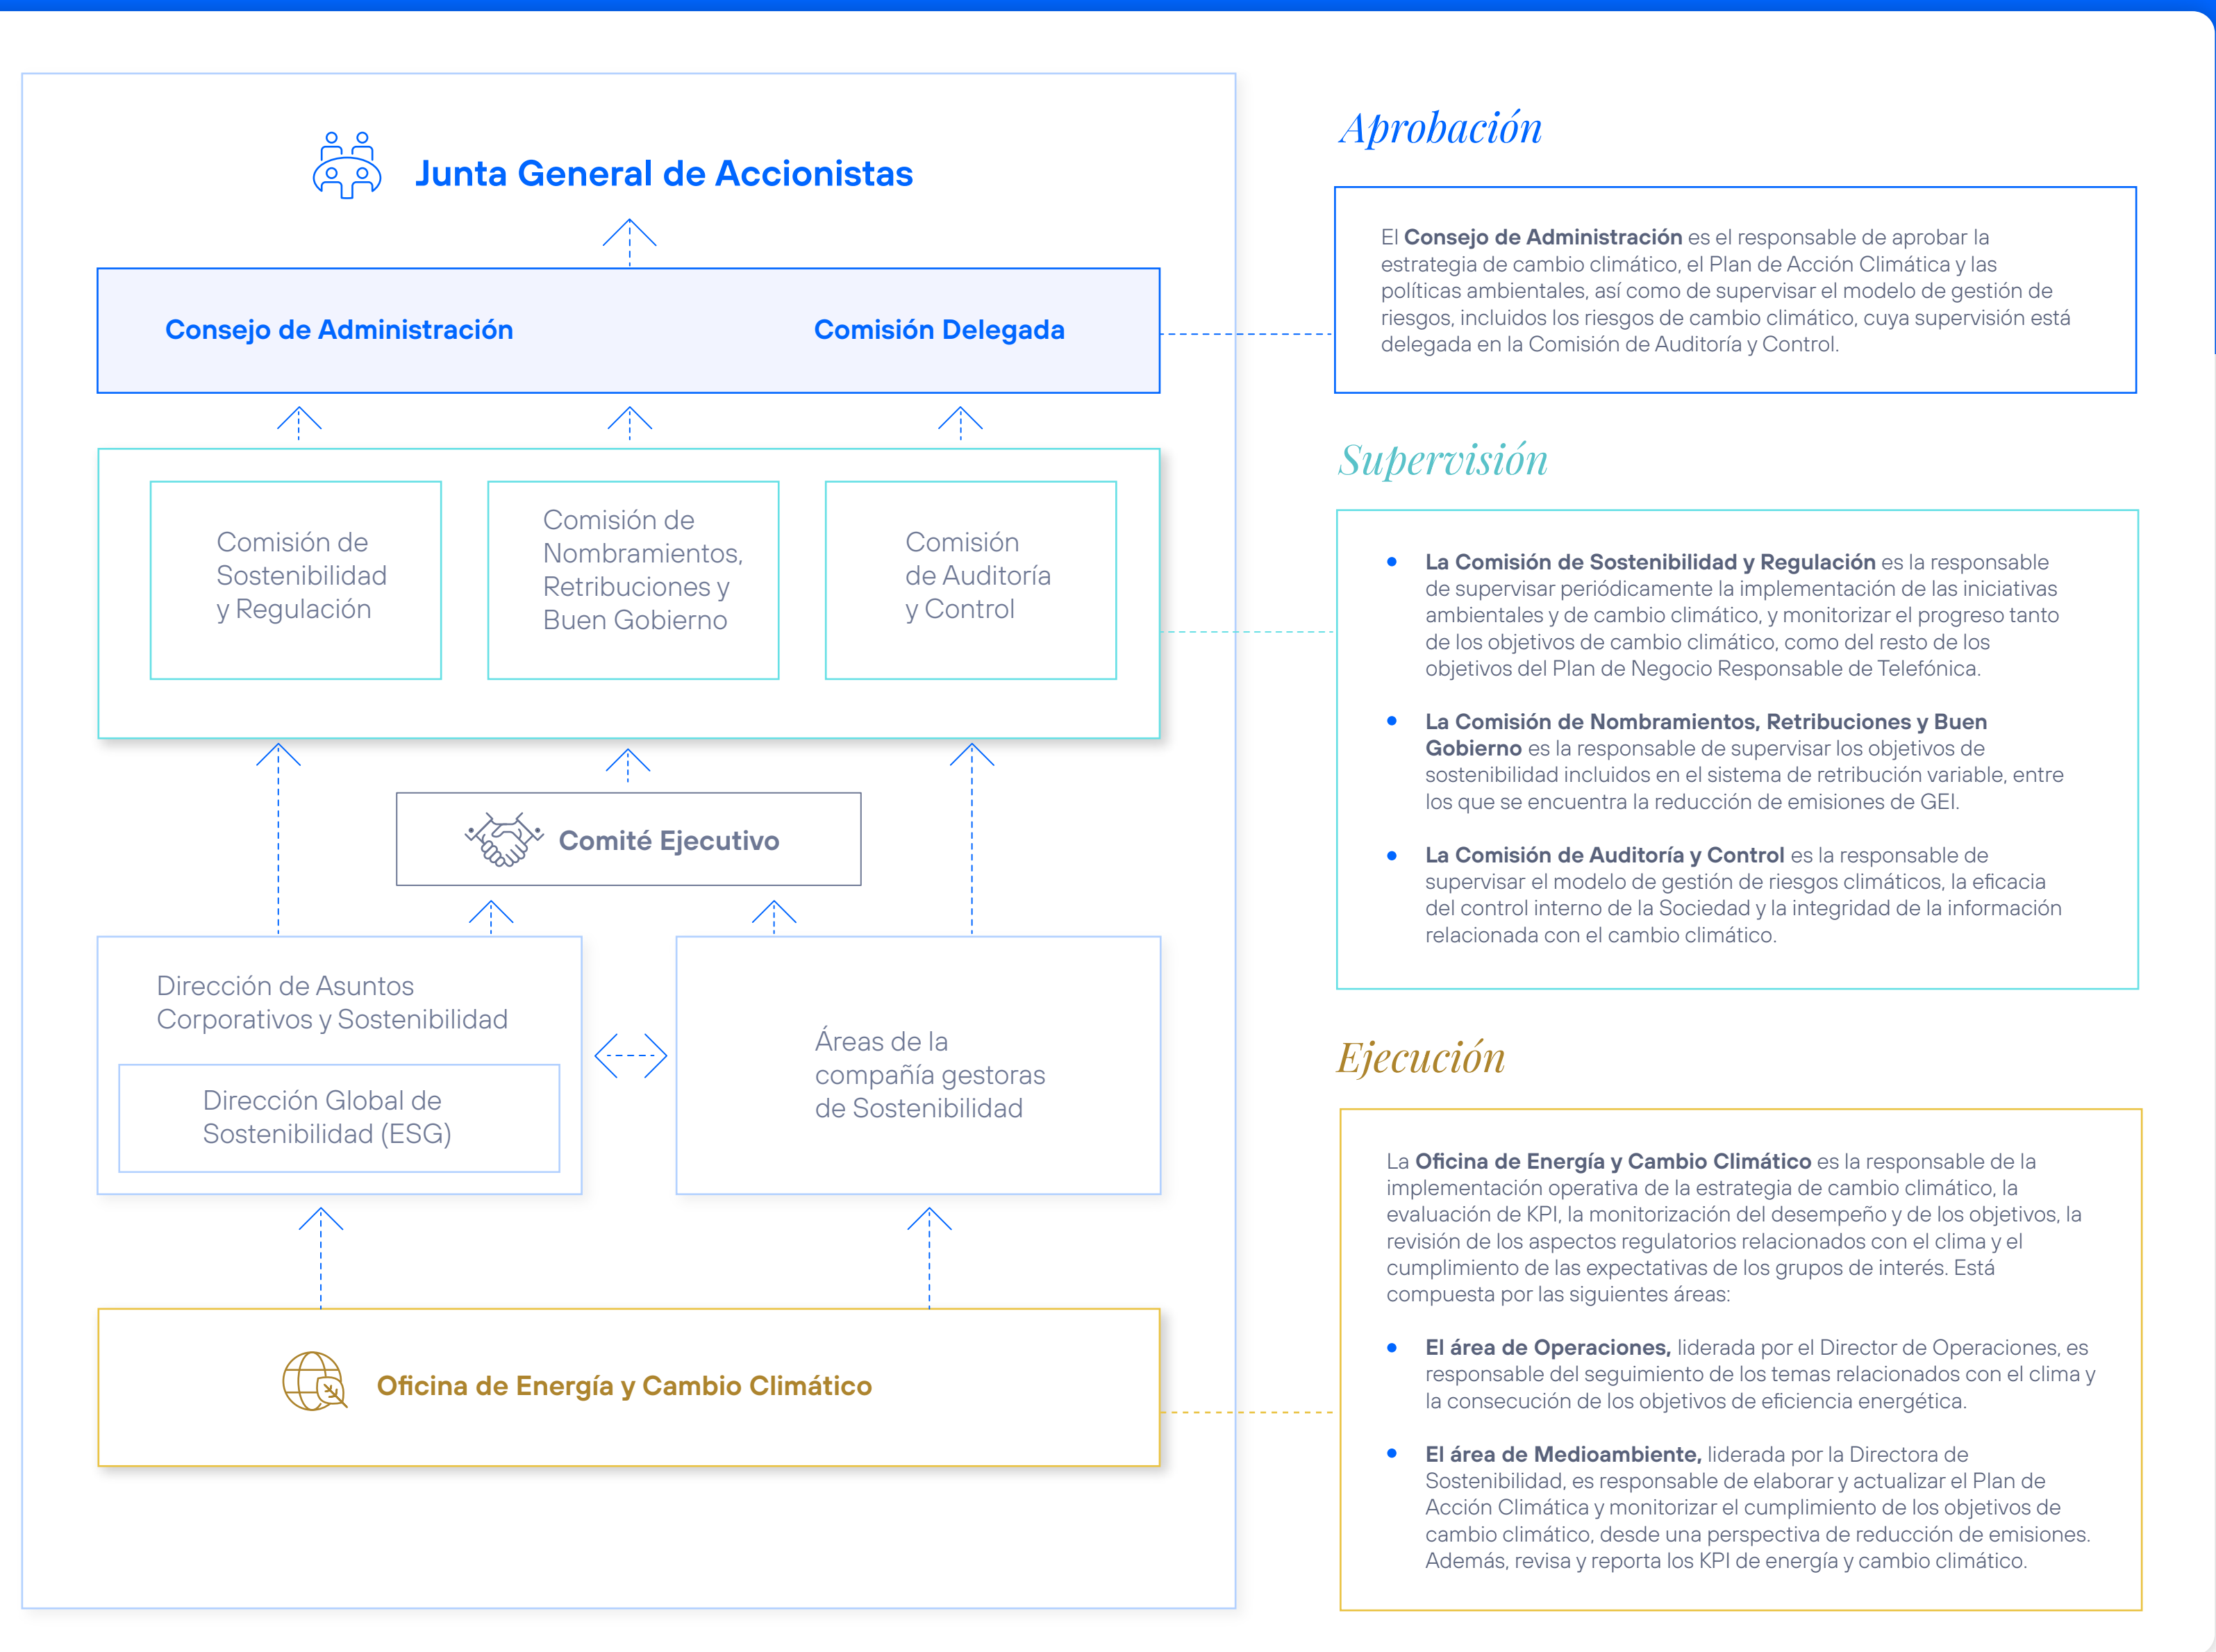 Junta General de Accionistas
Consejo de Administración
Comisión Delegada
Comisión de
Sostenibilidad
y Regulación
Comisión de
Nombramientos,
Retribuciones y
Buen Gobierno
Comisión
de Auditoría
y Control
Comité Ejecutivo
Dirección de Asuntos
Corporativos y Sostenibilidad
Dirección Global de
Sostenibilidad (ESG)
Áreas de la
compañía gestoras
de Sostenibilidad
Oficina de Energía y Cambio Climático
Aprobación
El Consejo de Administración es el responsable de aprobar la
estrategia de cambio climático, el Plan de Acción Climática y las
políticas ambientales, así como de supervisar el modelo de gestión de
riesgos, incluidos los riesgos de cambio climático, cuya supervisión está
delegada en la Comisión de Auditoría y Control.
Supervisión
• La Comisión de Sostenibilidad y Regulación es la responsable
de supervisar periódicamente la implementación de las iniciativas
ambientales y de cambio climático, y monitorizar el progreso tanto
de los objetivos de cambio climático, como del resto de los
objetivos del Plan de Negocio Responsable de Telefónica.
• La Comisión de Nombramientos, Retribuciones y Buen
Gobierno es la responsable de supervisar los objetivos de
sostenibilidad incluidos en el sistema de retribución variable, entre
los que se encuentra la reducción de emisiones de GEI.
• La Comisión de Auditoría y Control es la responsable de
supervisar el modelo de gestión de riesgos climáticos, la eficacia
del control interno de la Sociedad y la integridad de la información
relacionada con el cambio climático.
Ejecución
La Oficina de Energía y Cambio Climático es la responsable de la
implementación operativa de la estrategia de cambio climático, la
evaluación de KPI, la monitorización del desempeño y de los objetivos, la
revisión de los aspectos regulatorios relacionados con el clima y el
cumplimiento de las expectativas de los grupos de interés. Está
compuesta por las siguientes áreas:
• El área de Operaciones, liderada por el Director de Operaciones, es
responsable del seguimiento de los temas relacionados con el clima y
la consecución de los objetivos de eficiencia energética.
• El área de Medioambiente, liderada por la Directora de
Sostenibilidad, es responsable de elaborar y actualizar el Plan de
Acción Climática y monitorizar el cumplimiento de los objetivos de
cambio climático, desde una perspectiva de reducción de emisiones.
Además, revisa y reporta los KPI de energía y cambio climático.